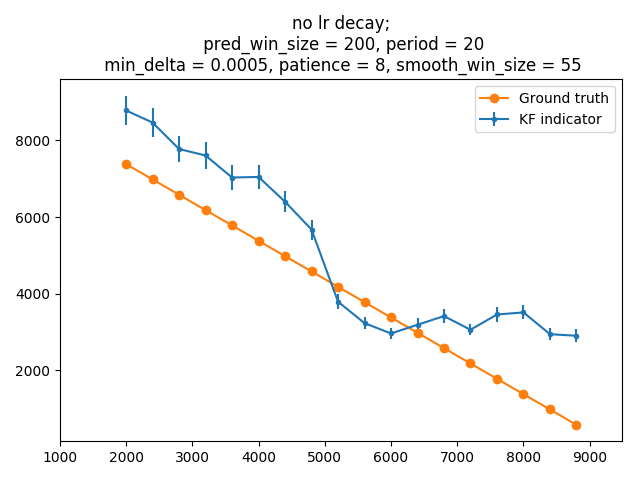 no lr decay;
pred_win_size = 200, period = 20
min_delta = 0.0005, patience = 8, smooth_win_size = 55
Ground truth
KF indicator
8000
6000
4000
2000
1000 2000 3000 4000 5000 6000 7000 8000 9000